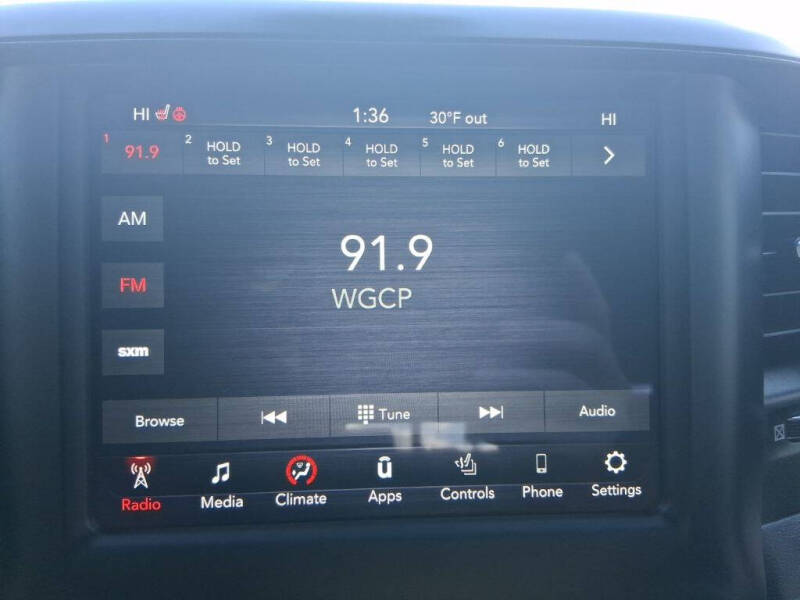 HI 1:36 30°F out HI
1 91.9 2 HOLD to Set 3 HOLD to Set 4 HOLD to Set 5 HOLD to Set 6 HOLD to Set
AM
91.9
WGCP
FM
sxm
Browse Tune Audio
Radio Media Climate Apps Controls Phone Settings